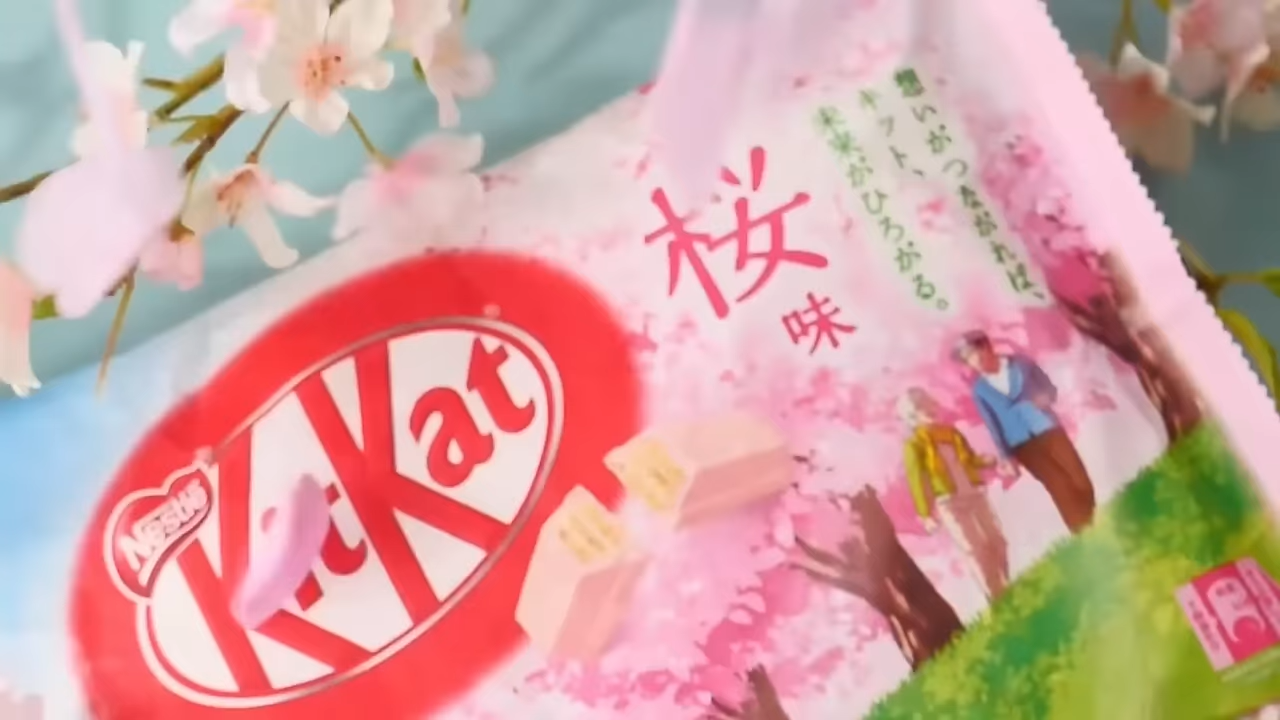 想いがつながれば、
キット、
未来がひろがる。
桜
味
Nestlé
KitKat